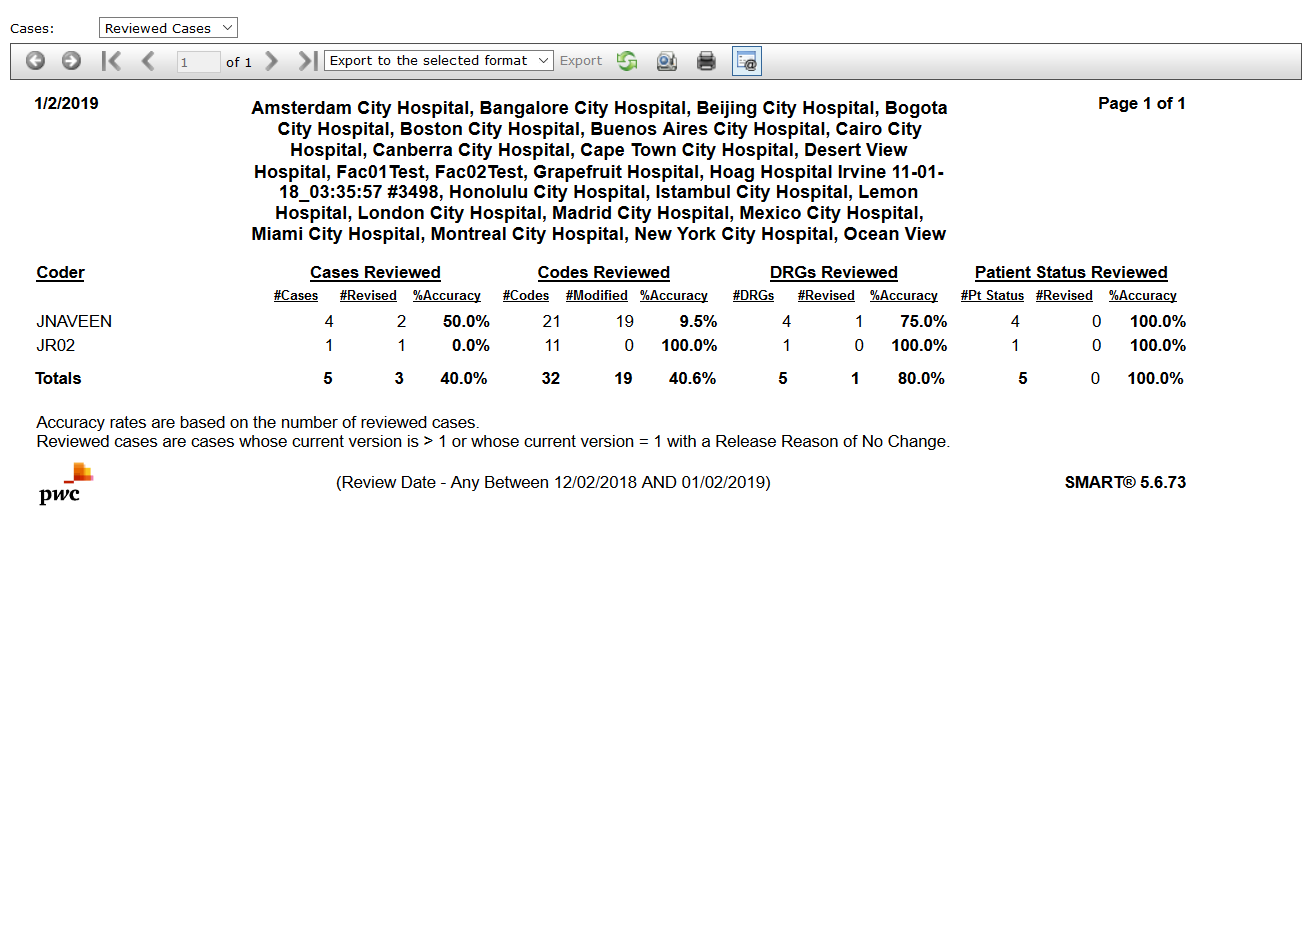 Cases: Reviewed Cases
1 of 1 Export to the selected format Export
1/2/2019 Page 1 of 1
Amsterdam City Hospital, Bangalore City Hospital, Beijing City Hospital, Bogota
City Hospital, Boston City Hospital, Buenos Aires City Hospital, Cairo City
Hospital, Canberra City Hospital, Cape Town City Hospital, Desert View
Hospital, Fac01Test, Fac02Test, Grapefruit Hospital, Hoag Hospital Irvine 11-01-
18_03:35:57 #3498, Honolulu City Hospital, Istambul City Hospital, Lemon
Hospital, London City Hospital, Madrid City Hospital, Mexico City Hospital,
Miami City Hospital, Montreal City Hospital, New York City Hospital, Ocean View
Coder Cases Reviewed Codes Reviewed DRGs Reviewed Patient Status Reviewed
#Cases #Revised %Accuracy #Codes #Modified %Accuracy #DRGs #Revised %Accuracy #Pt Status #Revised %Accuracy
JNAVEEN 4 2 50.0% 21 19 9.5% 4 1 75.0% 4 0 100.0%
JR02 1 1 0.0% 11 0 100.0% 1 0 100.0% 1 0 100.0%
Totals 5 3 40.0% 32 19 40.6% 5 1 80.0% 5 0 100.0%
Accuracy rates are based on the number of reviewed cases.
Reviewed cases are cases whose current version is > 1 or whose current version = 1 with a Release Reason of No Change.
pwc (Review Date - Any Between 12/02/2018 AND 01/02/2019) SMART® 5.6.73